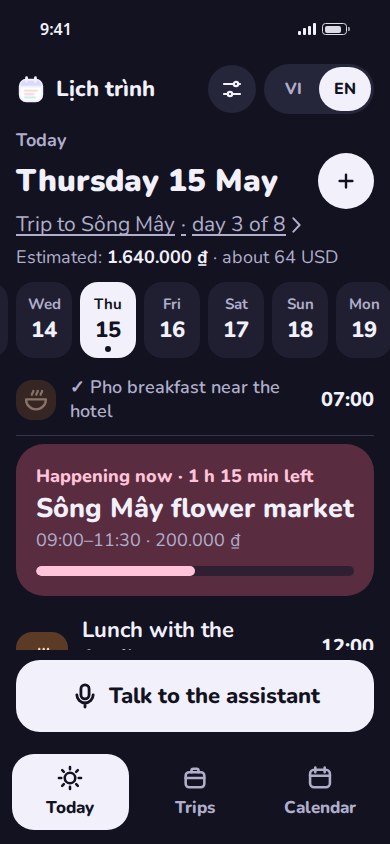 9:41
Lịch trình
VI
EN
Today
Thursday 15 May
Trip to Sông Mây · day 3 of 8
Estimated: 1.640.000 ₫ · about 64 USD
Wed
Thu
Fri
Sat
Sun
Mon
14
15
16
17
18
19
✓ Pho breakfast near the
hotel
07:00
Happening now · 1 h 15 min left
Sông Mây flower market
09:00–11:30 · 200.000 ₫
Lunch with the
12:00
Talk to the assistant
Today
Trips
Calendar